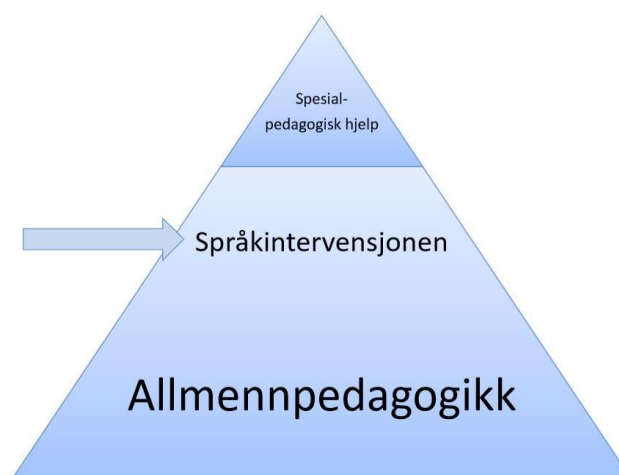 Spesial-
pedagogisk hjelp
Språkintervensjonen
Allmennpedagogikk